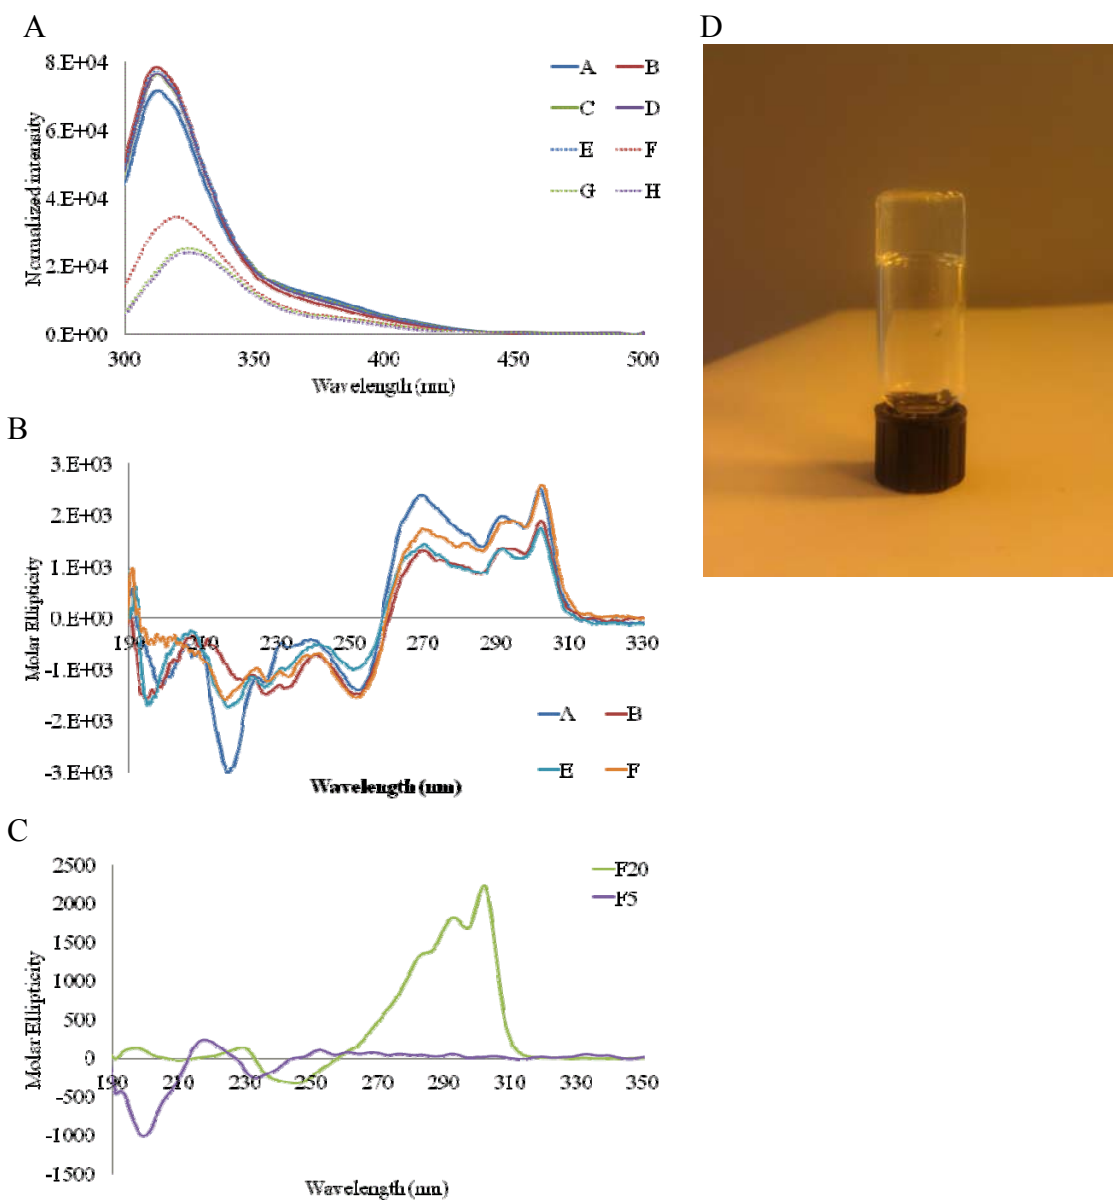 A
8.E+04
6.E+04
4.E+04
2.E+04
0.E+00
300 350 400 450 500
Normalized intensity
Wavelength (nm)
A B
C D
E F
G H
B
3.E+03
2.E+03
1.E+03
0.E+00
-1.E+03
-2.E+03
-3.E+03
190 210 230 250 270 290 310 330
Molar Ellipticity
Wavelength (nm)
A B
E F
C
2500
2000
1500
1000
500
0
-500
-1000
-1500
190 210 230 250 270 290 310 330 350
Molar Ellipticity
Wavelength (nm)
F20
F5
D